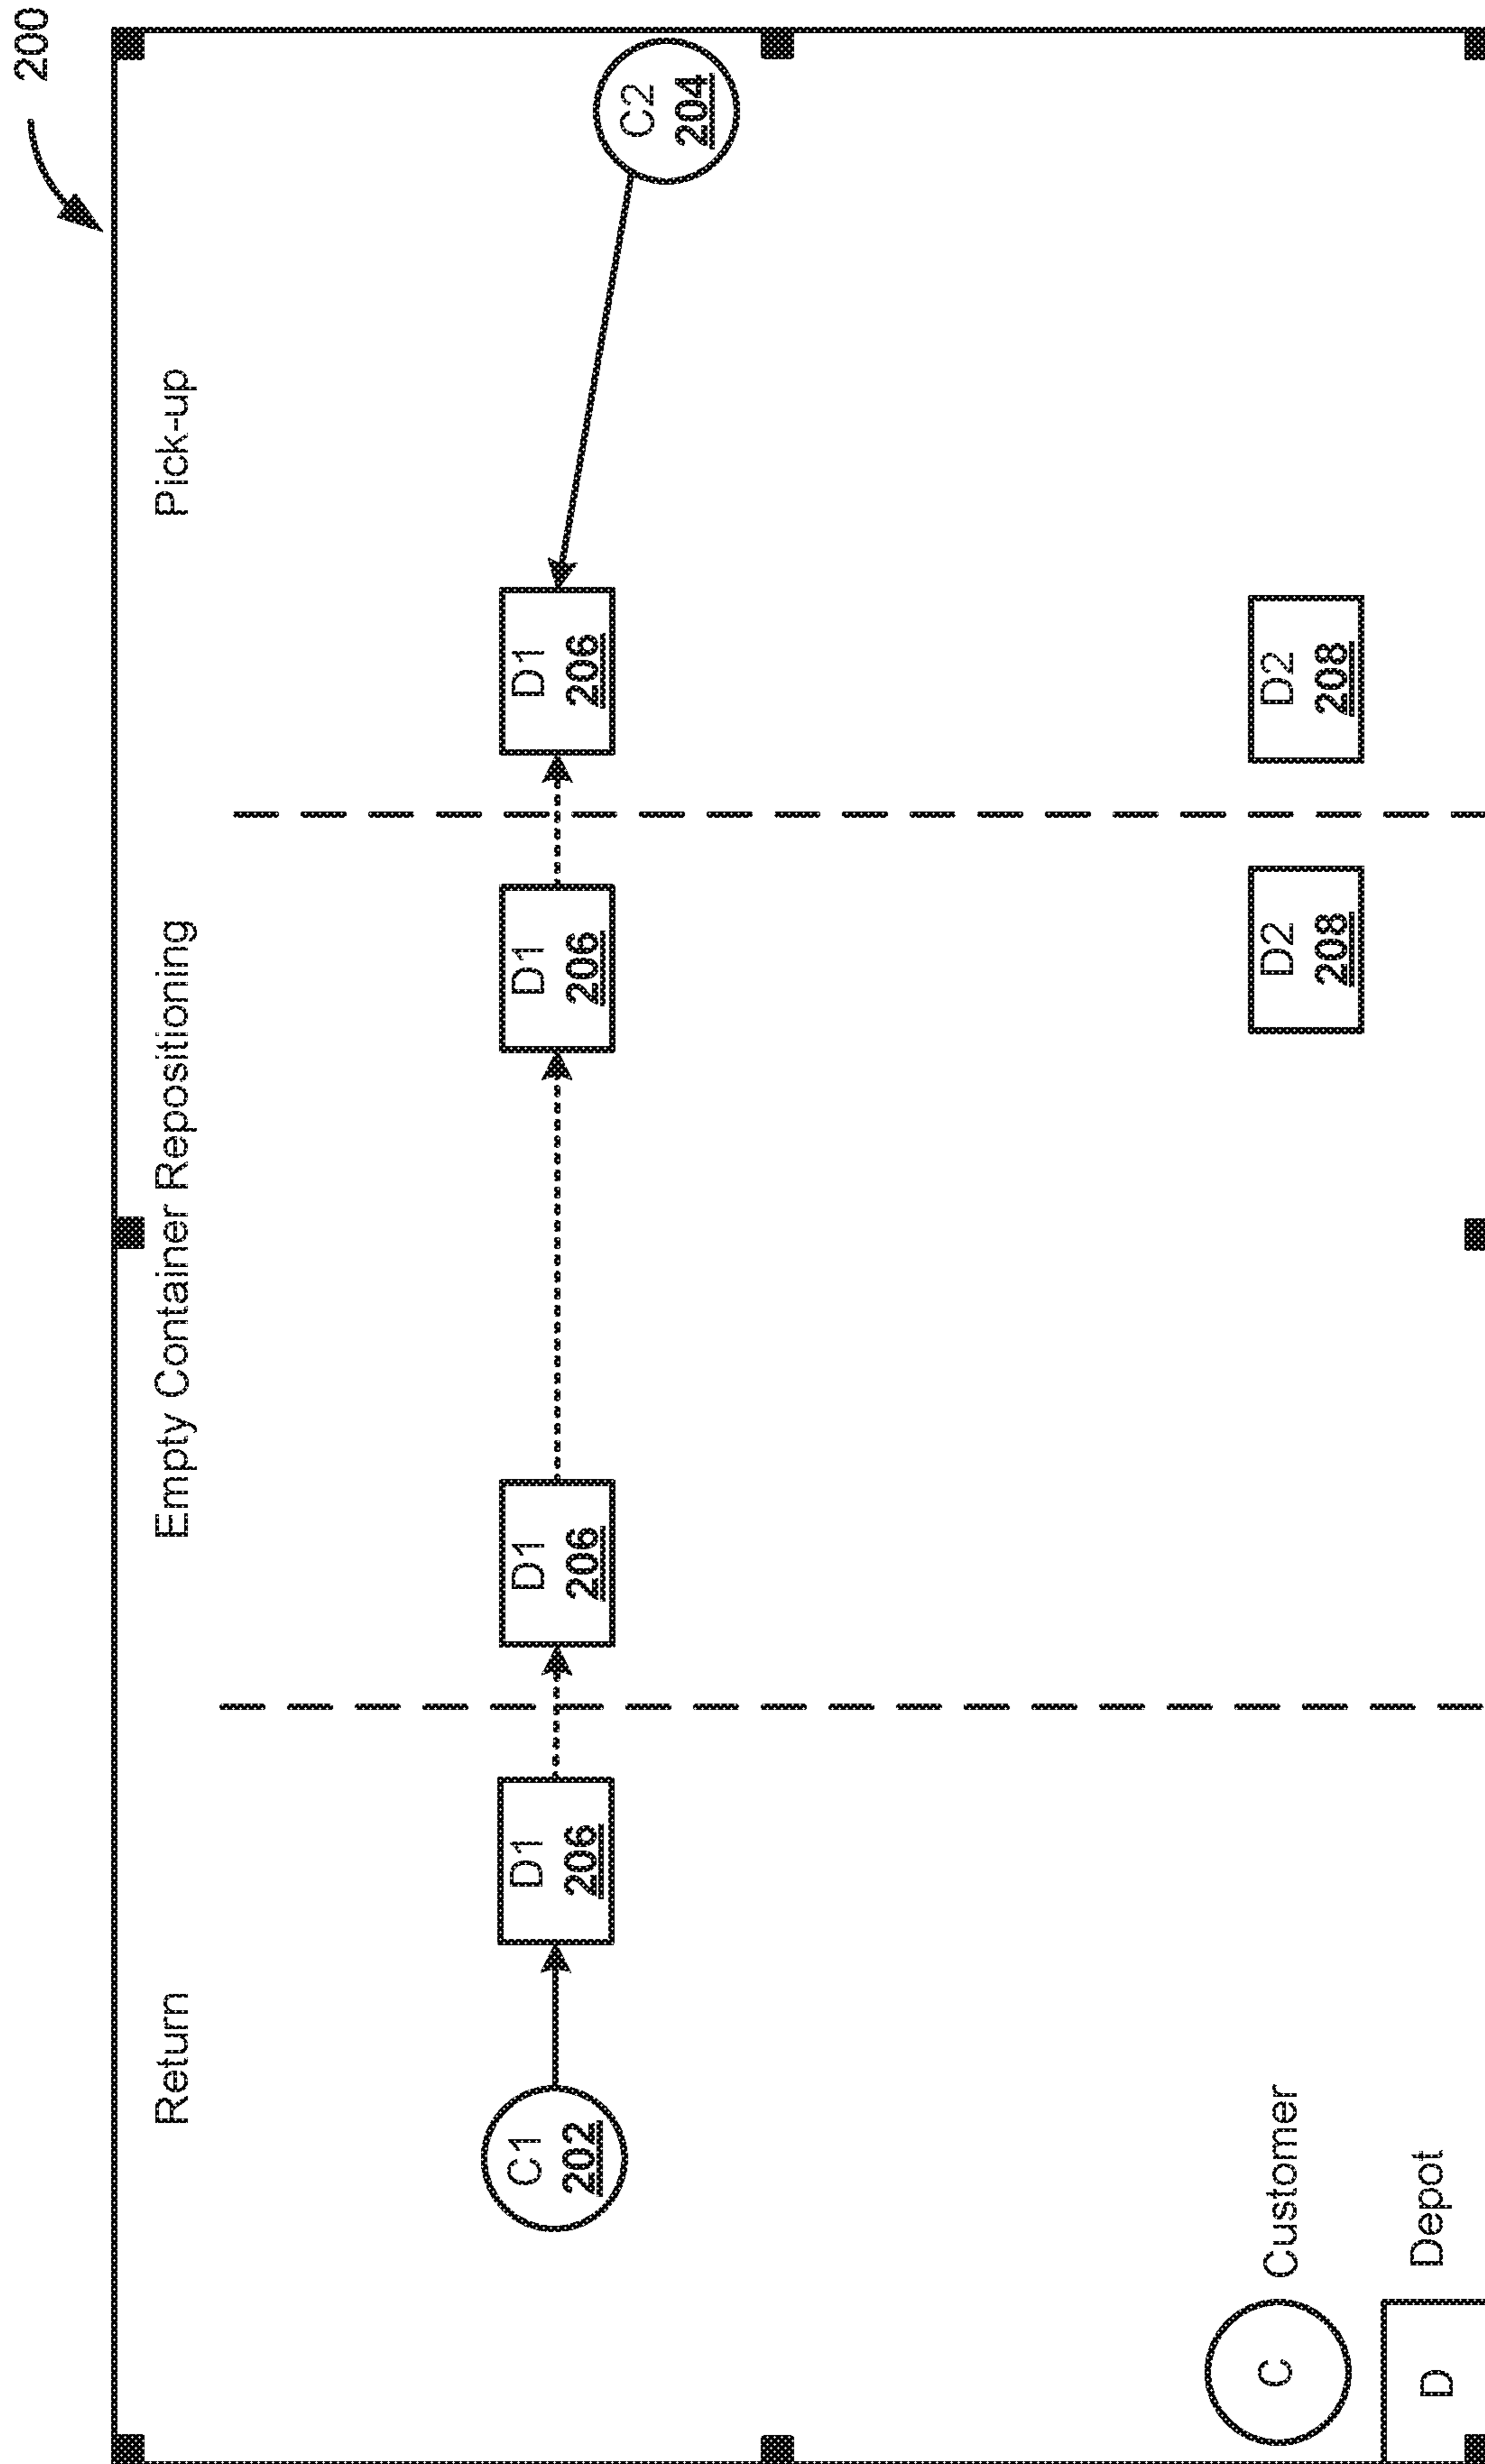 200
Return
Empty Container Repositioning
Pick-up
C1
202
D1
206
D1
206
D1
206
D1
206
C2
204
D2
208
D2
208
C
Customer
D
Depot